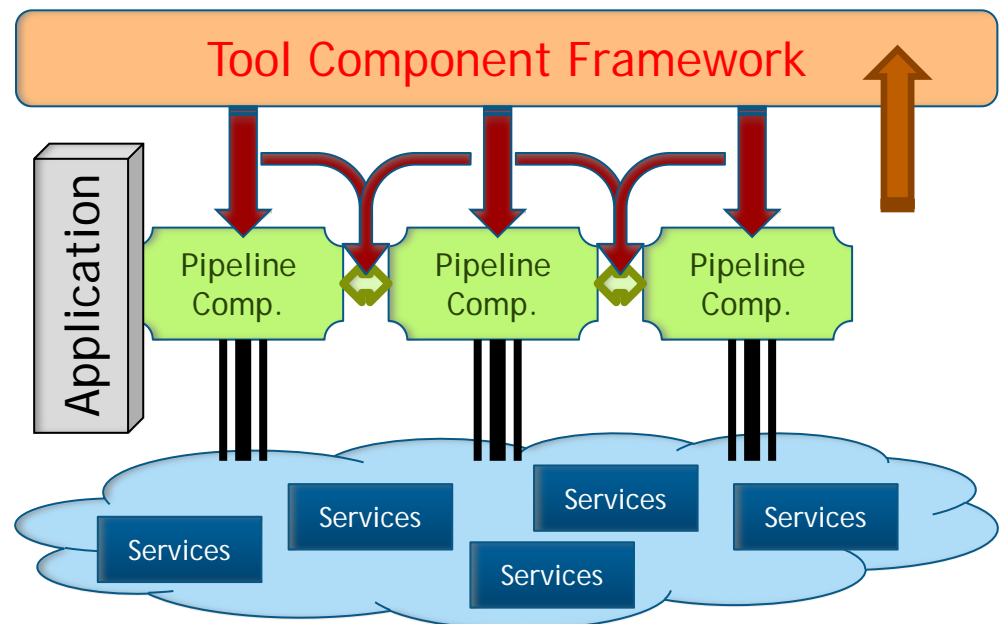 Tool Component Framework
Application
Pipeline
Comp.
Pipeline
Comp.
Pipeline
Comp.
Services
Services
Services
Services
Services